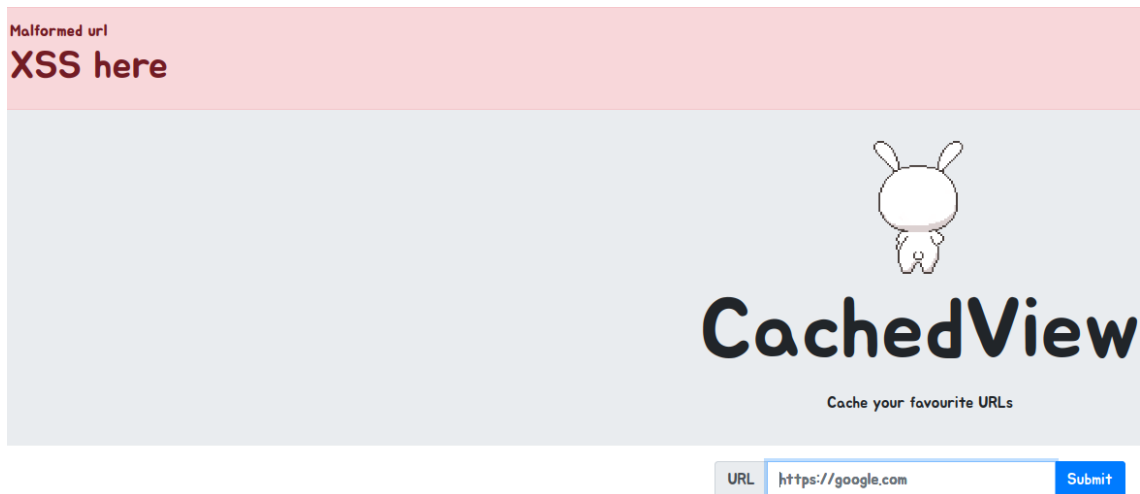 Malformed url
XSS here
CachedView
Cache your favourite URLs
URL https://google.com Submit